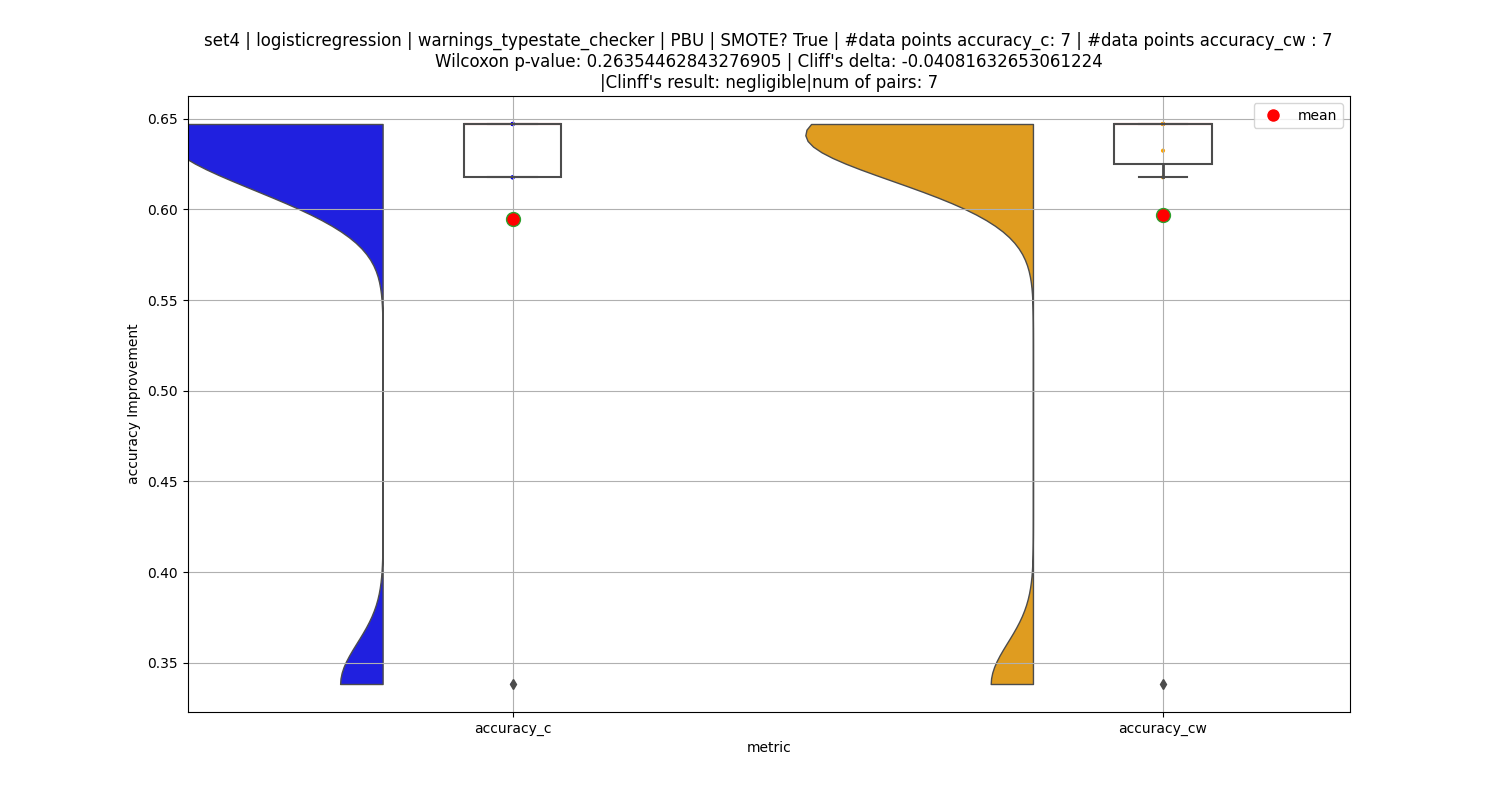 set4 | logisticregression | warnings_typestate_checker | PBU | SMOTE? True | #data points accuracy_c: 7 | #data points accuracy_cw : 7
Wilcoxon p-value: 0.26354462843276905 | Cliff's delta: -0.04081632653061224
|Clinff's result: negligible|num of pairs: 7
mean
0.65
0.60
0.55
0.50
0.45
0.40
0.35
accuracy Improvement
accuracy_c
accuracy_cw
metric